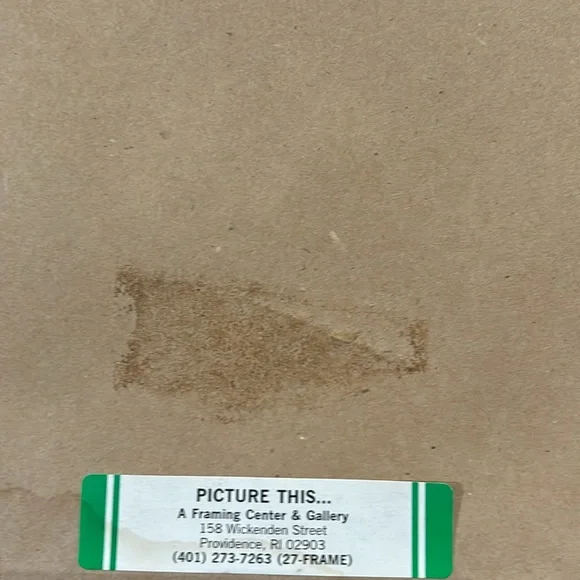 PICTURE THIS...
A Framing Center & Gallery
158 Wickenden Street
Providence, RI 02903
(401) 273-7263 (27-FRAME)